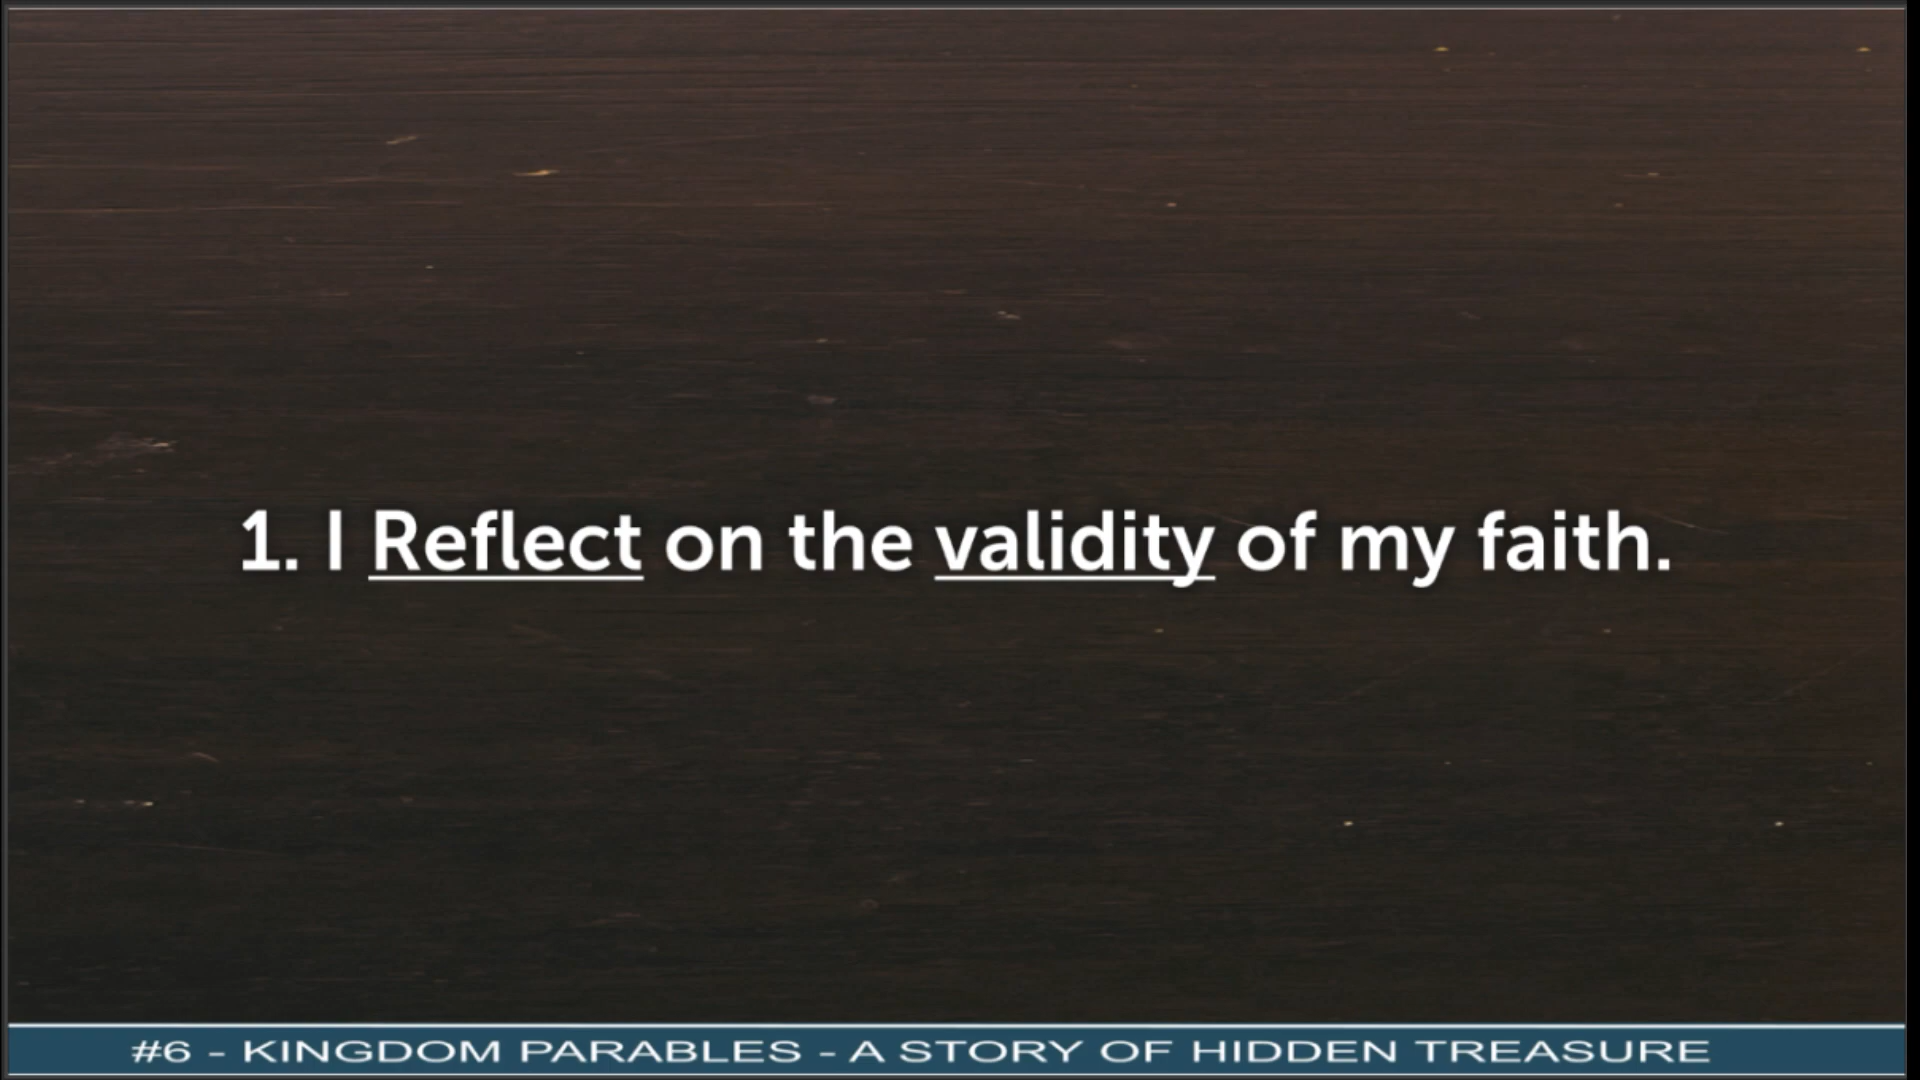 1. I Reflect on the validity of my faith.
#6 - KINGDOM PARABLES - A STORY OF HIDDEN TREASURE